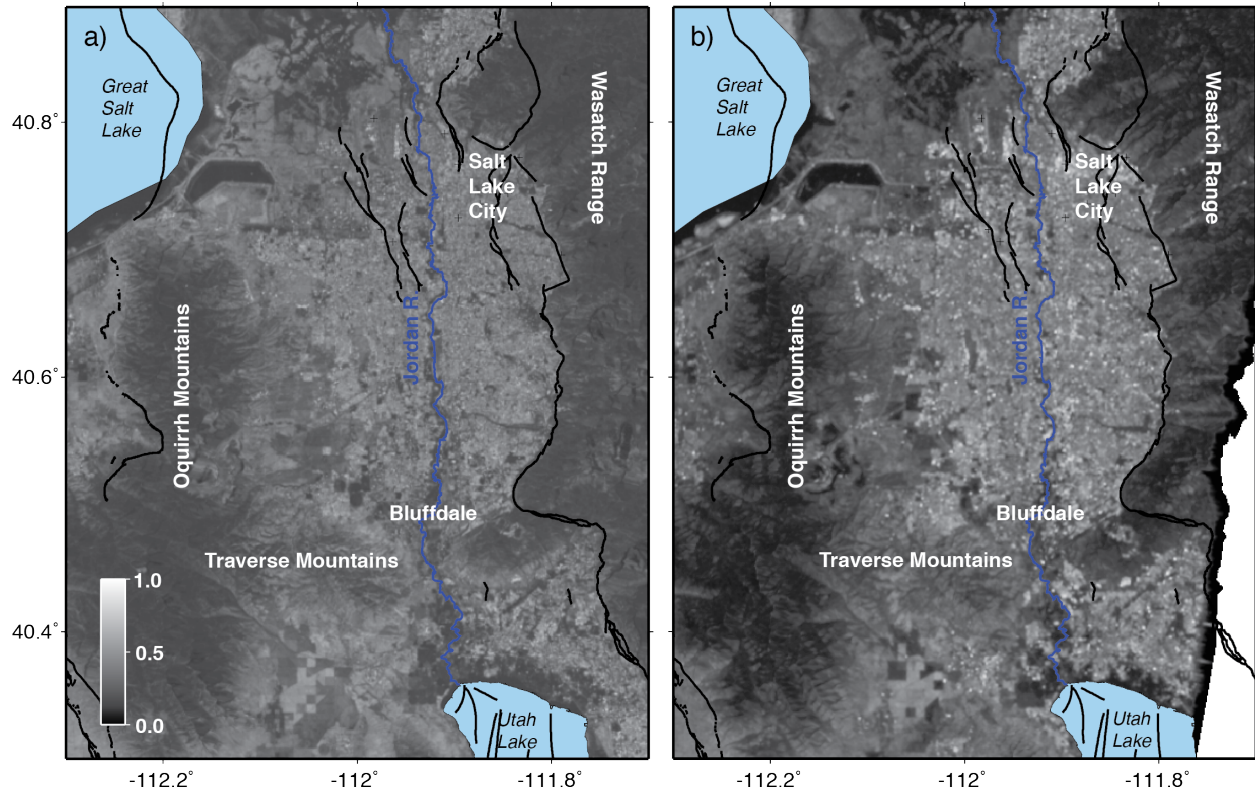 a)
Great
Salt
Lake
Wasatch Range
Salt
Lake
City
Jordan R.
Oquirrh Mountains
Bluffdale
Traverse Mountains
1.0
0.5
0.0
Utah
Lake
40.8°
40.6°
40.4°
-112.2°
-112°
-111.8°
b)
Great
Salt
Lake
Wasatch Range
Salt
Lake
City
Jordan R.
Oquirrh Mountains
Bluffdale
Traverse Mountains
Utah
Lake
-112.2°
-112°
-111.8°